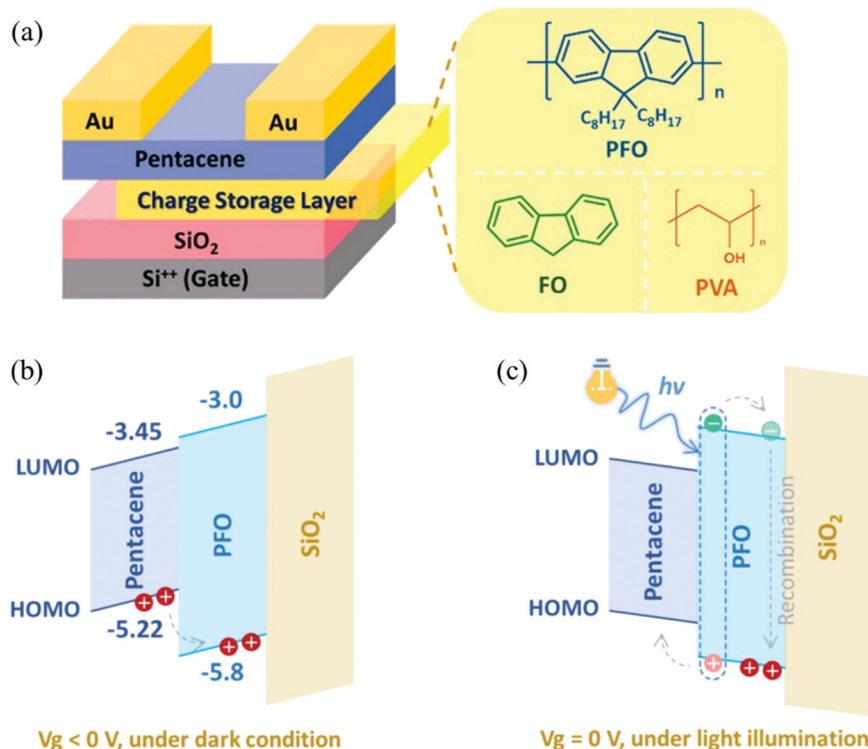 (a)
Au
Au
Pentacene
Charge Storage Layer
SiO₂
Si⁺⁺ (Gate)
n
C₈H₁₇ C₈H₁₇
PFO
FO
n
OH
PVA
(b)
-3.0
-3.45
LUMO
Pentacene
PFO
SiO₂
HOMO
-5.22
-5.8
Vg < 0 V, under dark condition
(c)
hv
LUMO
Pentacene
PFO
Recombination
SiO₂
HOMO
Vg = 0 V, under light illumination